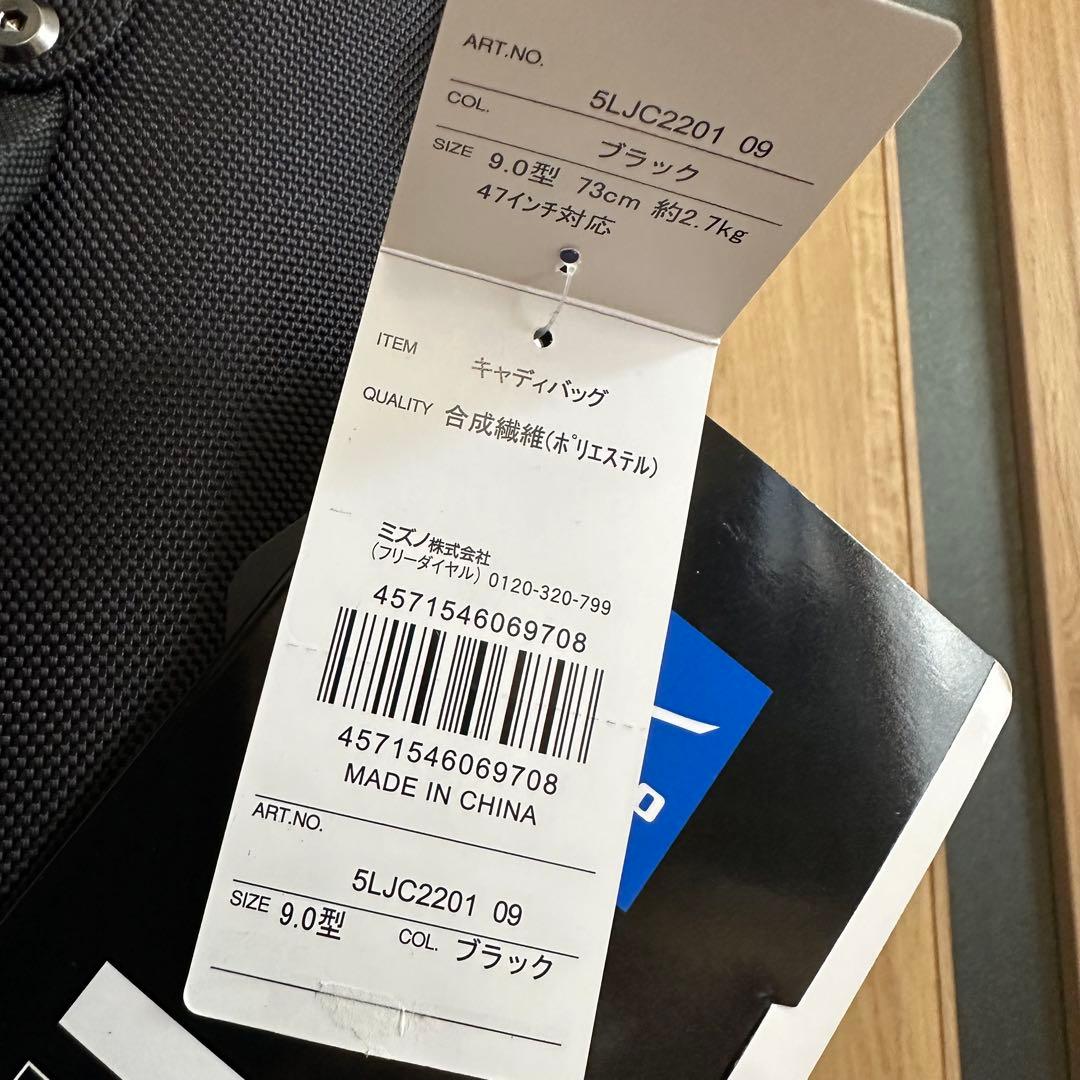 ART.NO.
5LJC2201 09
COL.
ブラック
SIZE 9.0型 73cm 約2.7kg
47インチ対応
ITEM キャディバッグ
QUALITY 合成繊維(ポリエステル)
ミズノ株式会社
(フリーダイヤル) 0120-320-799
4571546069708
4571546069708
MADE IN CHINA
ART.NO.
5LJC2201 09
SIZE 9.0型 COL. ブラック